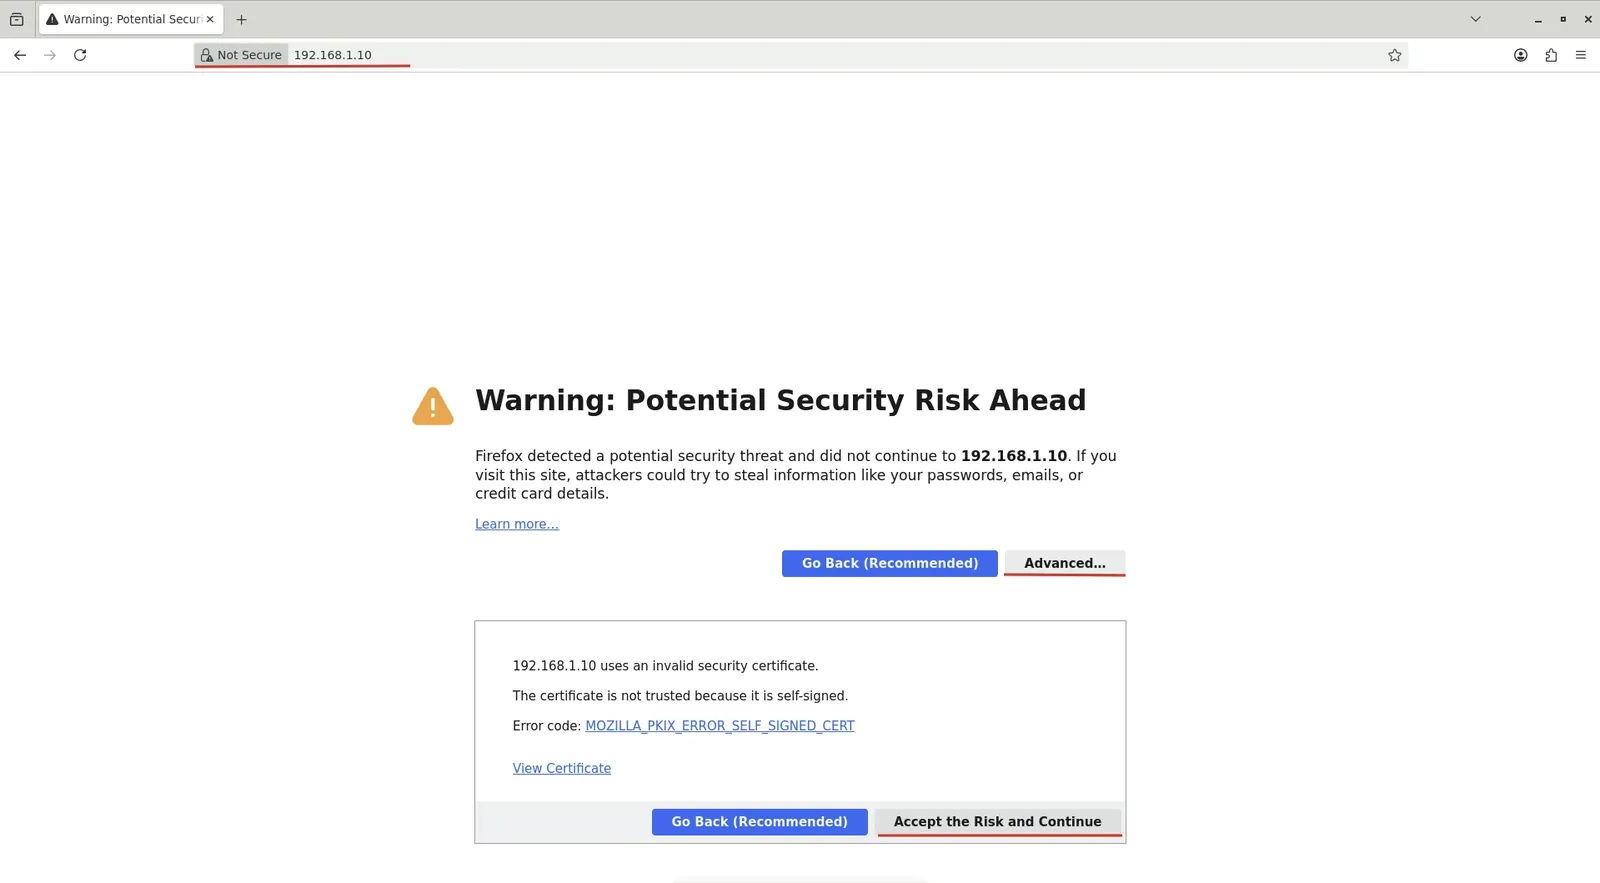 Warning: Potential Securi
Not Secure 192.168.1.10
Warning: Potential Security Risk Ahead
Firefox detected a potential security threat and did not continue to 192.168.1.10. If you
visit this site, attackers could try to steal information like your passwords, emails, or
credit card details.
Learn more...
Go Back (Recommended) Advanced...
192.168.1.10 uses an invalid security certificate.
The certificate is not trusted because it is self-signed.
Error code: MOZILLA_PKIX_ERROR_SELF_SIGNED_CERT
View Certificate
Go Back (Recommended) Accept the Risk and Continue